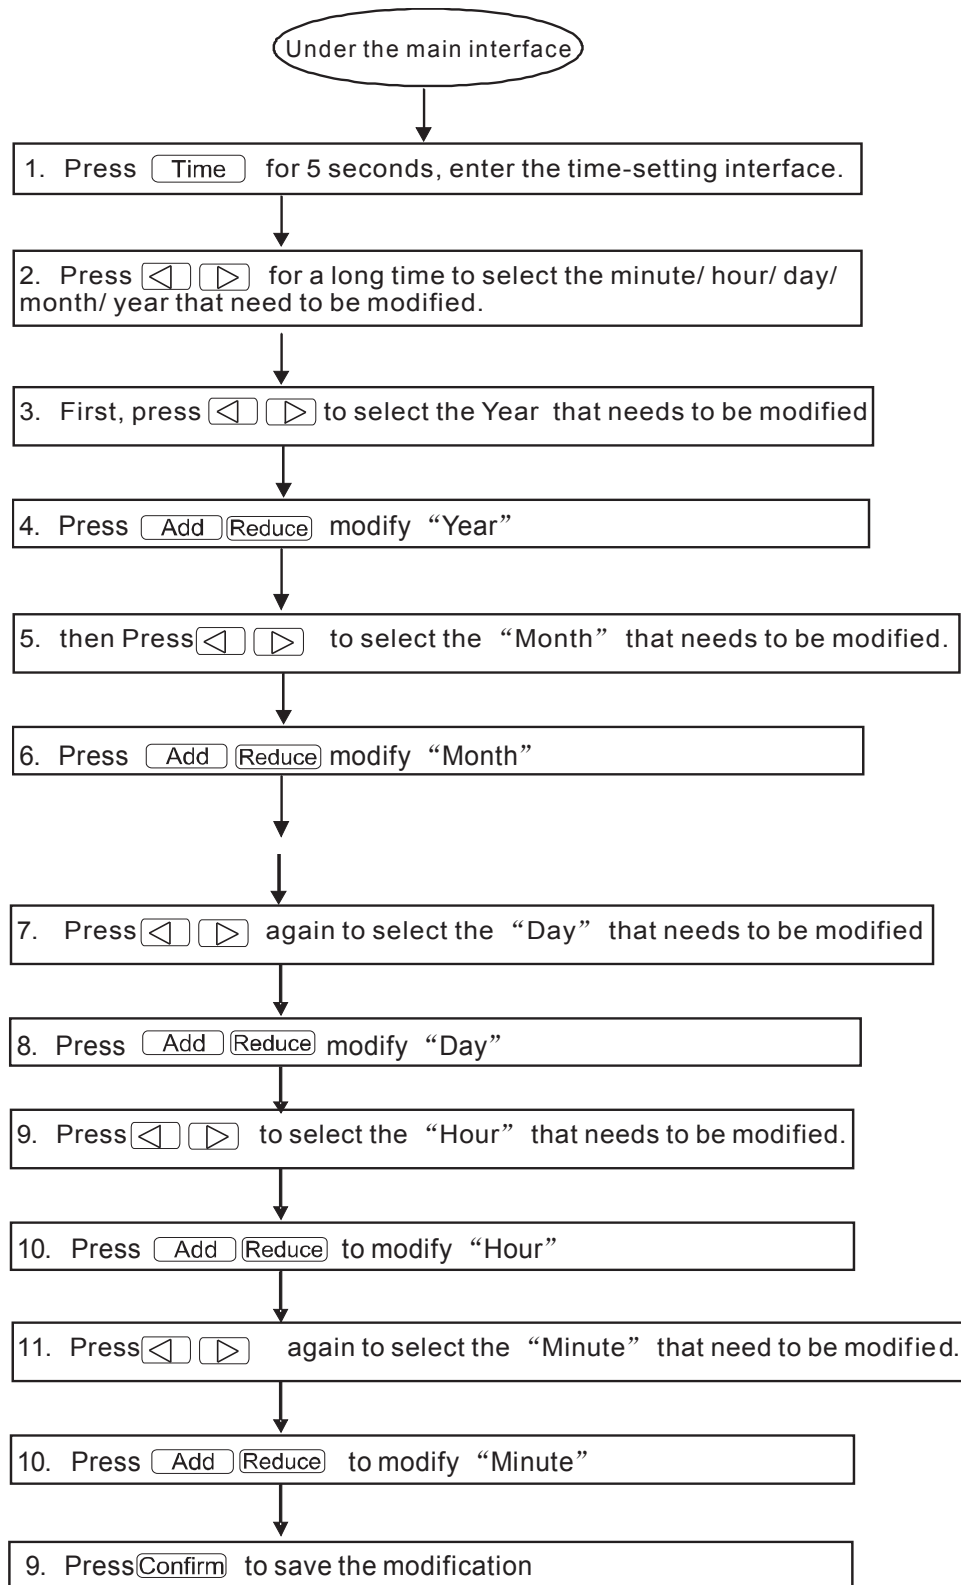 Under the main interface
1. Press Time for 5 seconds, enter the time-setting interface.
2. Press ◁ ▷ for a long time to select the minute/ hour/ day/
month/ year that need to be modified.
3. First, press ◁ ▷ to select the Year that needs to be modified
4. Press Add Reduce modify “Year”
5. then Press ◁ ▷ to select the “Month” that needs to be modified.
6. Press Add Reduce modify “Month”
7. Press ◁ ▷ again to select the “Day” that needs to be modified
8. Press Add Reduce modify “Day”
9. Press ◁ ▷ to select the “Hour” that needs to be modified.
10. Press Add Reduce to modify “Hour”
11. Press ◁ ▷ again to select the “Minute” that need to be modified.
10. Press Add Reduce to modify “Minute”
9. Press Confirm to save the modification